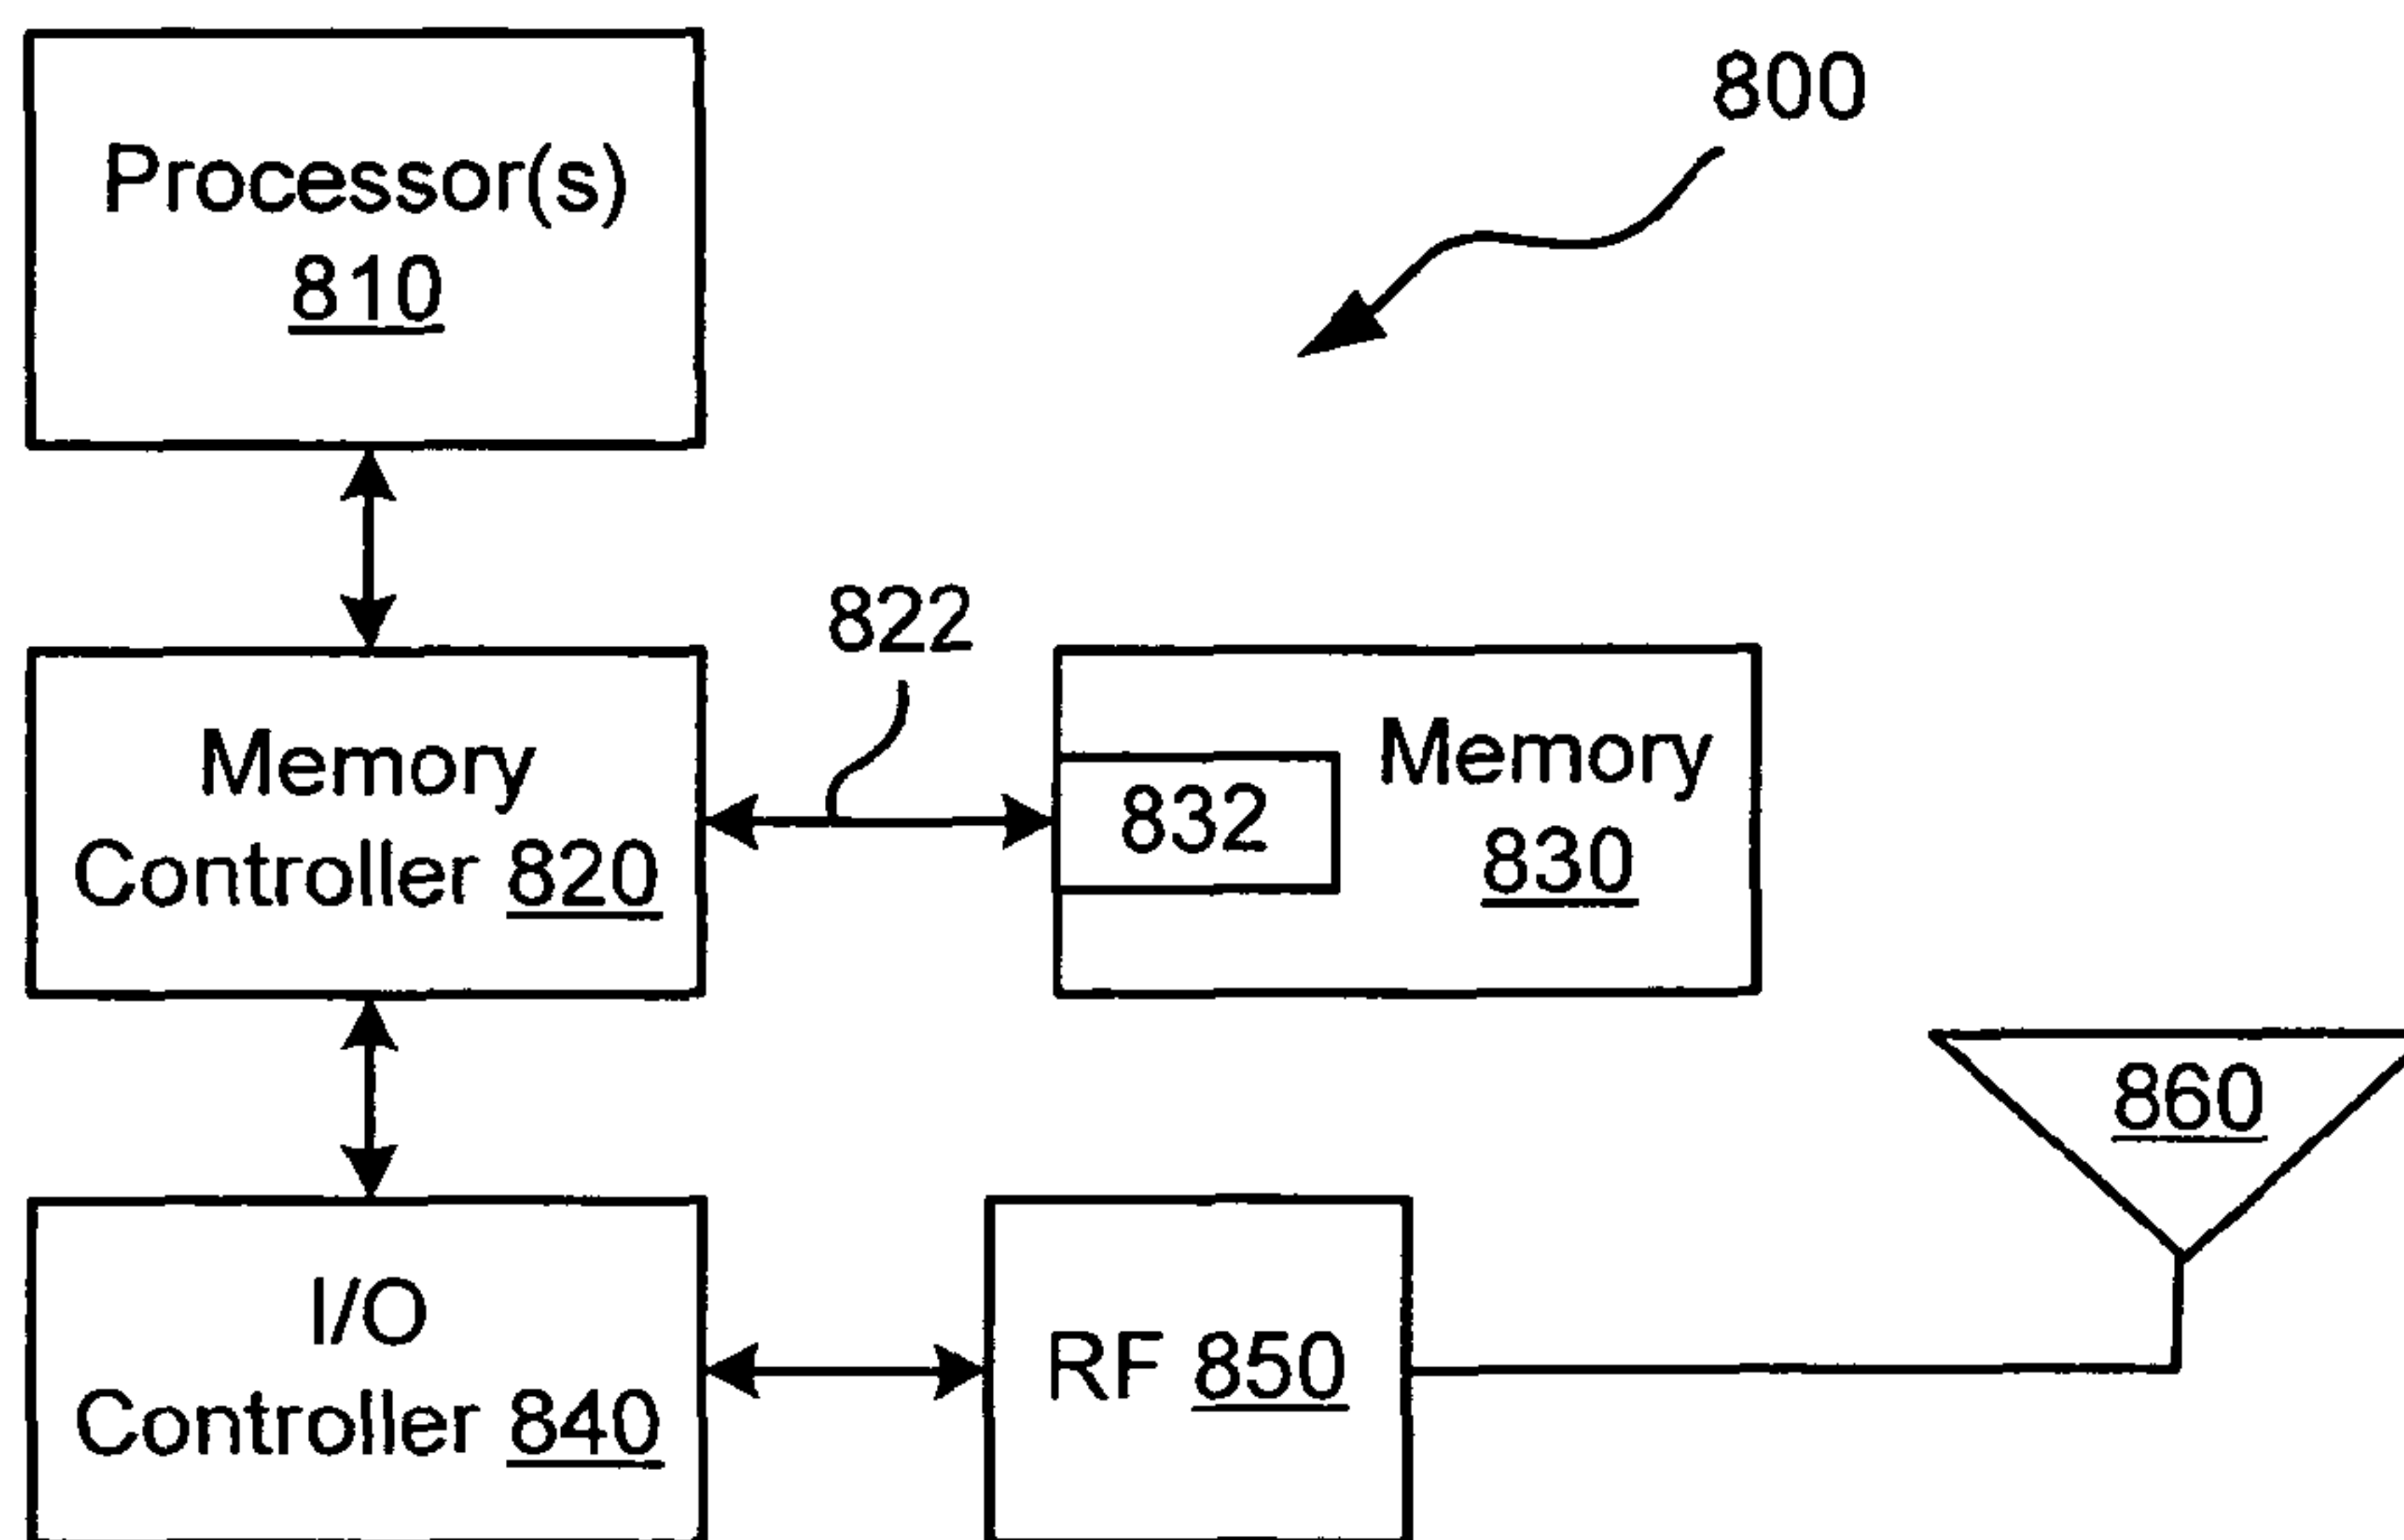 800
Processor(s)
810
822
Memory
Controller 820
832
Memory
830
860
I/O
Controller 840
RF 850